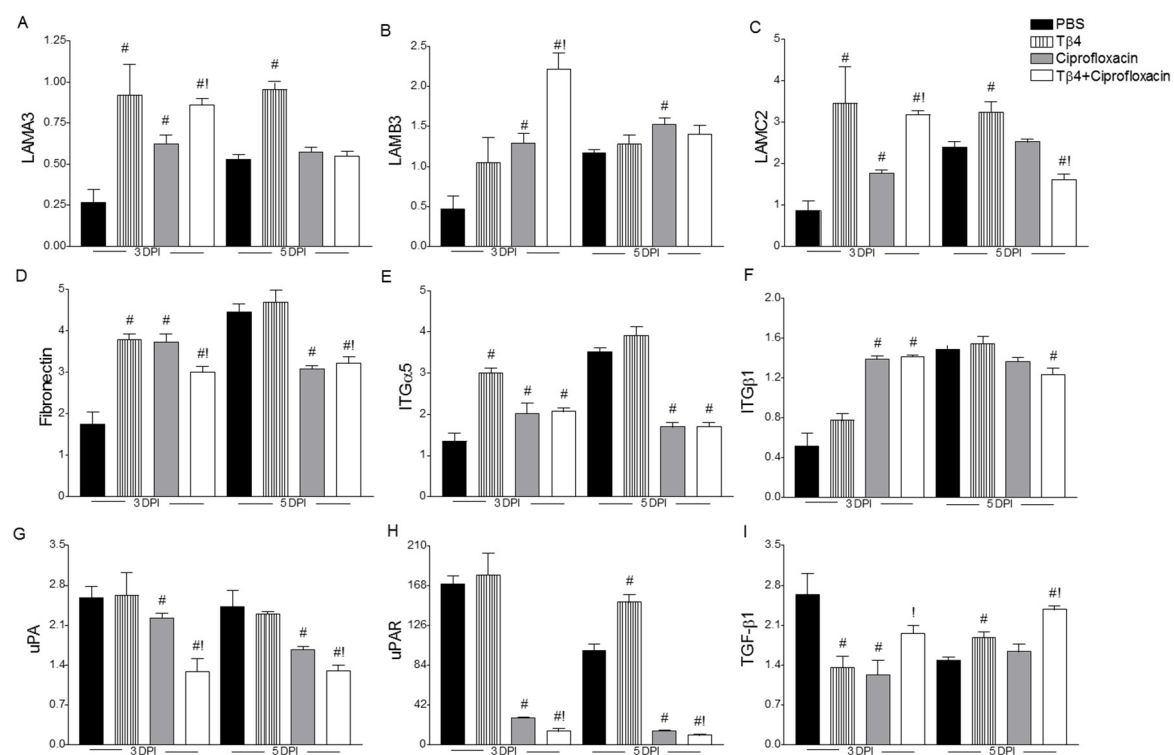 A
LAMA3
1.25
1.00
0.75
0.50
0.25
0.00
#
#
#!
#
3 DPI
5 DPI
B
LAMB3
2.5
2.0
1.5
1.0
0.5
0.0
#
#!
#
3 DPI
5 DPI
C
LAMC2
5
4
3
2
1
0
#
#
#!
#
#!
3 DPI
5 DPI
PBS
Tβ4
Ciprofloxacin
Tβ4+Ciprofloxacin
D
Fibronectin
5
4
3
2
1
0
#
#
#!
#
#!
3 DPI
5 DPI
E
ITGα5
5
4
3
2
1
0
#
#
#
#
#
3 DPI
5 DPI
F
ITGβ1
2.0
1.6
1.2
0.8
0.4
0.0
#
#
#
3 DPI
5 DPI
G
uPA
3.5
2.8
2.1
1.4
0.7
0.0
#
#!
#
#!
3 DPI
5 DPI
H
uPAR
210
168
126
84
42
0
#
#!
#
#
#!
3 DPI
5 DPI
I
TGF-β1
3.5
2.8
2.1
1.4
0.7
0.0
#
#
!
#
#!
3 DPI
5 DPI